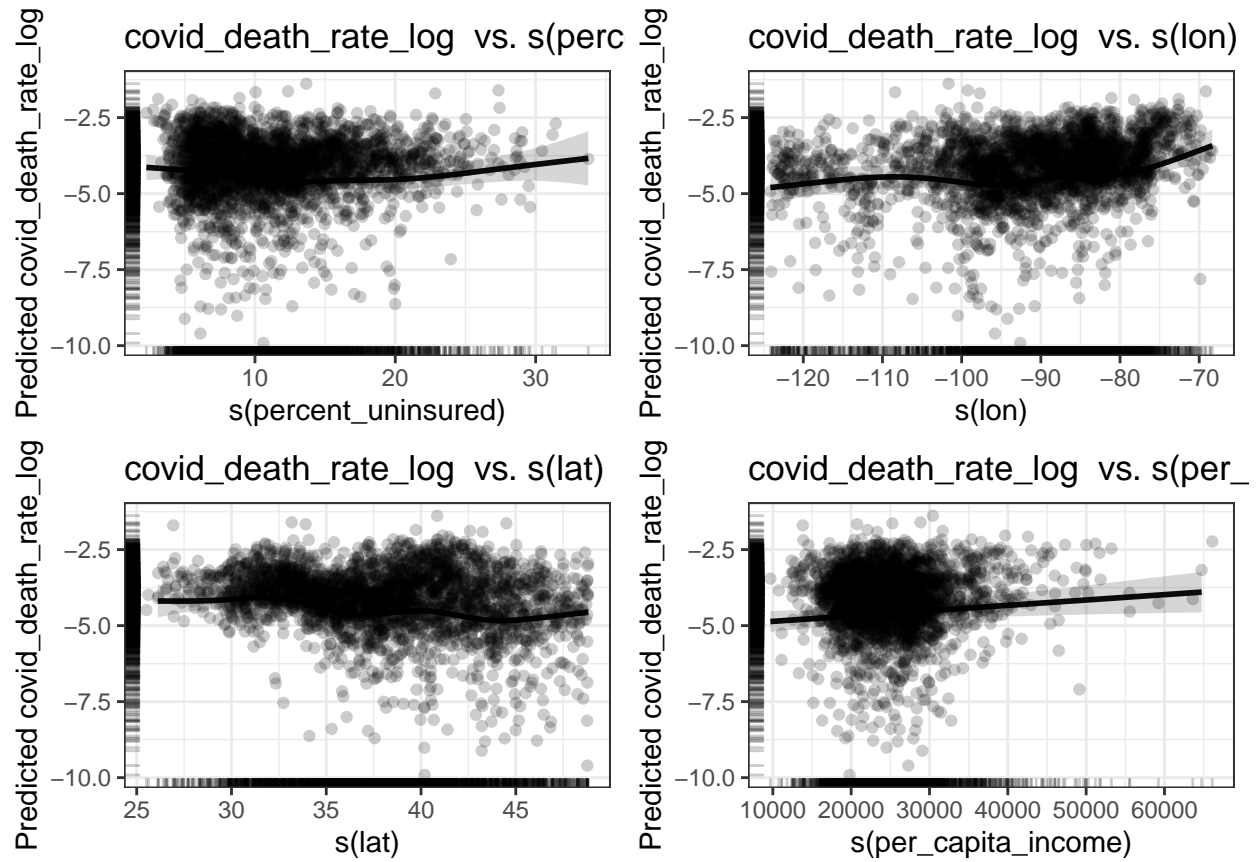 covid_death_rate_log  vs. s(perc
Predicted covid_death_rate_log
−2.5
−5.0
−7.5
−10.0
10 20 30
s(percent_uninsured)
covid_death_rate_log  vs. s(lon)
Predicted covid_death_rate_log
−2.5
−5.0
−7.5
−10.0
−120 −110 −100 −90 −80 −70
s(lon)
covid_death_rate_log  vs. s(lat)
Predicted covid_death_rate_log
−2.5
−5.0
−7.5
−10.0
25 30 35 40 45
s(lat)
covid_death_rate_log  vs. s(per_
Predicted covid_death_rate_log
−2.5
−5.0
−7.5
−10.0
10000 20000 30000 40000 50000 60000
s(per_capita_income)